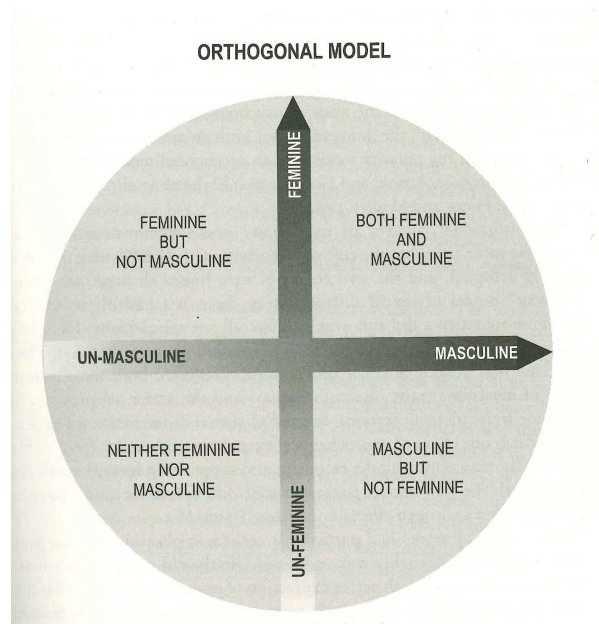 ORTHOGONAL MODEL
FEMININE
FEMININE
BUT
NOT MASCULINE
BOTH FEMININE
AND
MASCULINE
UN-MASCULINE
MASCULINE
NEITHER FEMININE
NOR
MASCULINE
MASCULINE
BUT
NOT FEMININE
UN-FEMININE